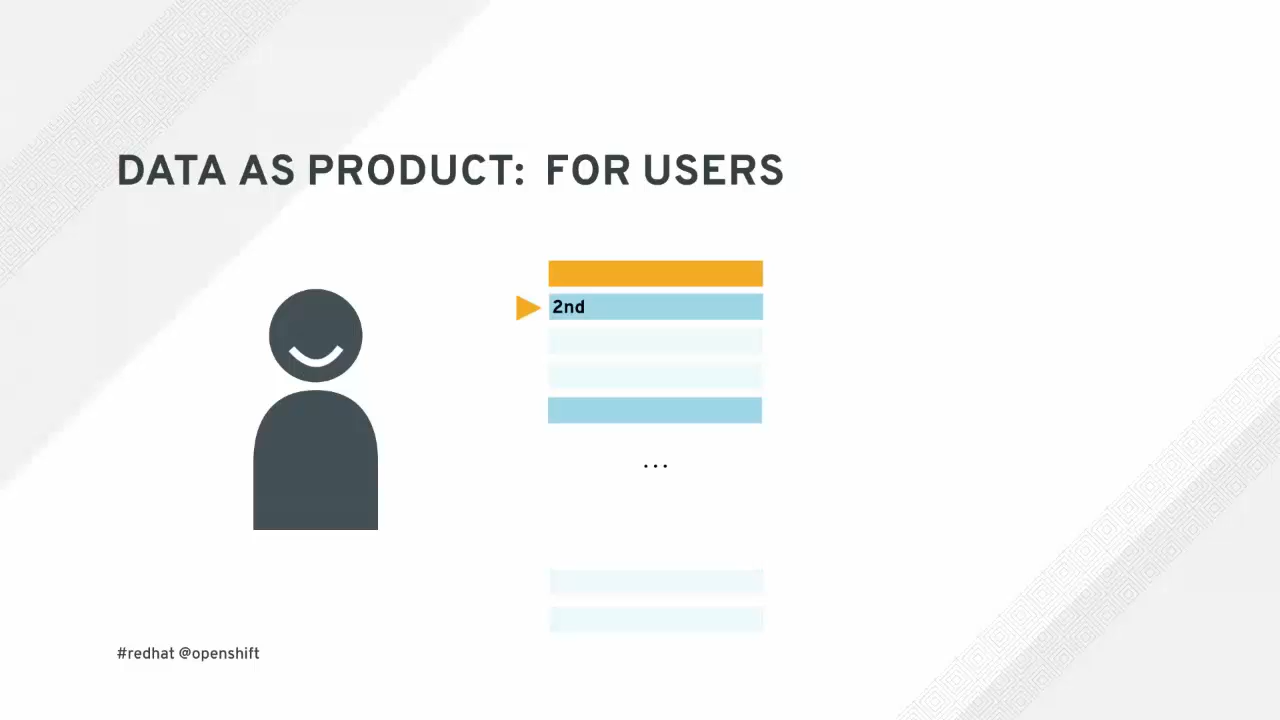 DATA AS PRODUCT: FOR USERS
2nd
...
#redhat @openshift